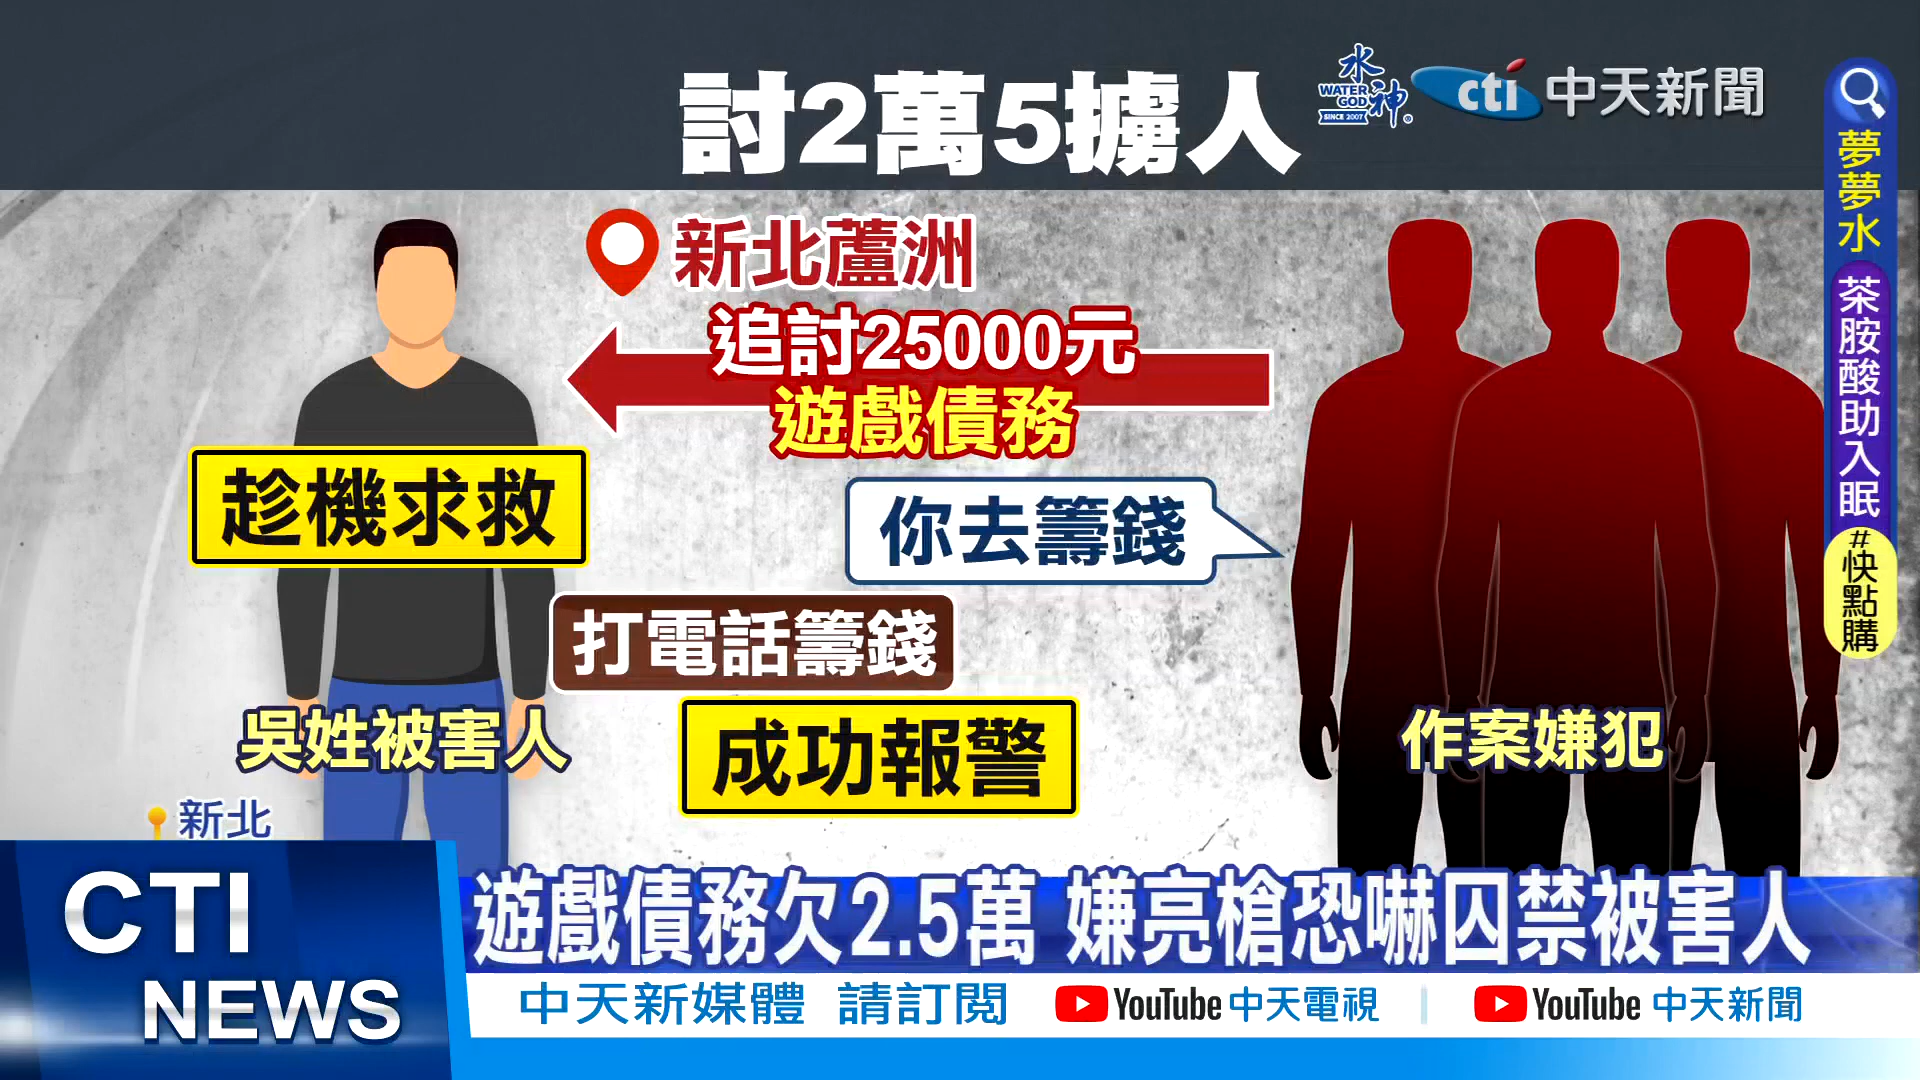 討2萬5擄人
水神
WATER GOD
SINCE 2007
cti 中天新聞
夢夢水
茶胺酸助入眠
#快點購
新北蘆洲
追討25000元
遊戲債務
趁機求救
你去籌錢
打電話籌錢
成功報警
吳姓被害人
作案嫌犯
新北
CTI NEWS
遊戲債務欠2.5萬 嫌亮槍恐嚇囚禁被害人
中天新媒體 請訂閱 YouTube 中天電視 | YouTube 中天新聞